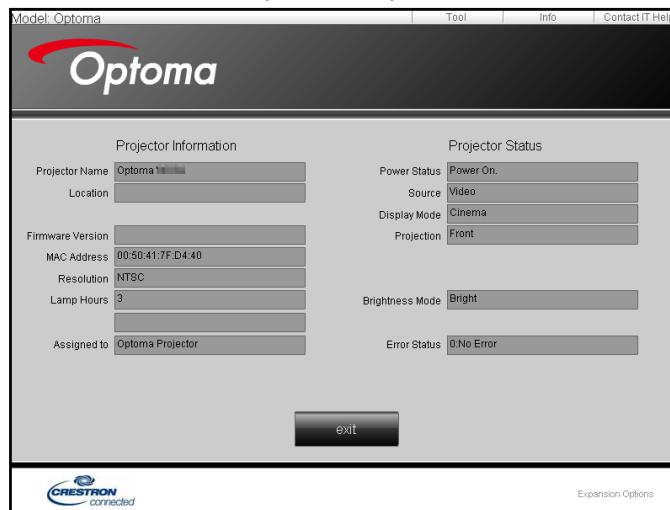 Model: Optoma
Tool Info Contact IT Hel
Optoma
Projector Information
Projector Name Optoma
Location
Firmware Version
MAC Address 00:50:41:7F:D4:40
Resolution NTSC
Lamp Hours 3
Assigned to Optoma Projector
Projector Status
Power Status Power On.
Source Video
Display Mode Cinema
Projection Front
Brightness Mode Bright
Error Status 0:No Error
exit
CRESTRON
connected
Expansion Options